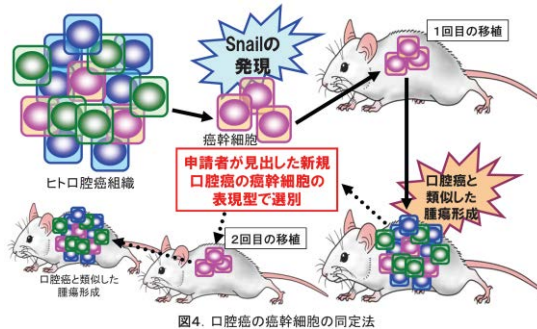 Snailの
発現
1回目の移植
癌幹細胞
ヒト口腔癌組織
申請者が見出した新規
口腔癌の癌幹細胞の
表現型で選別
口腔癌と
類似した
腫瘍形成
2回目の移植
口腔癌と類似した
腫瘍形成
図4. 口腔癌の癌幹細胞の同定法